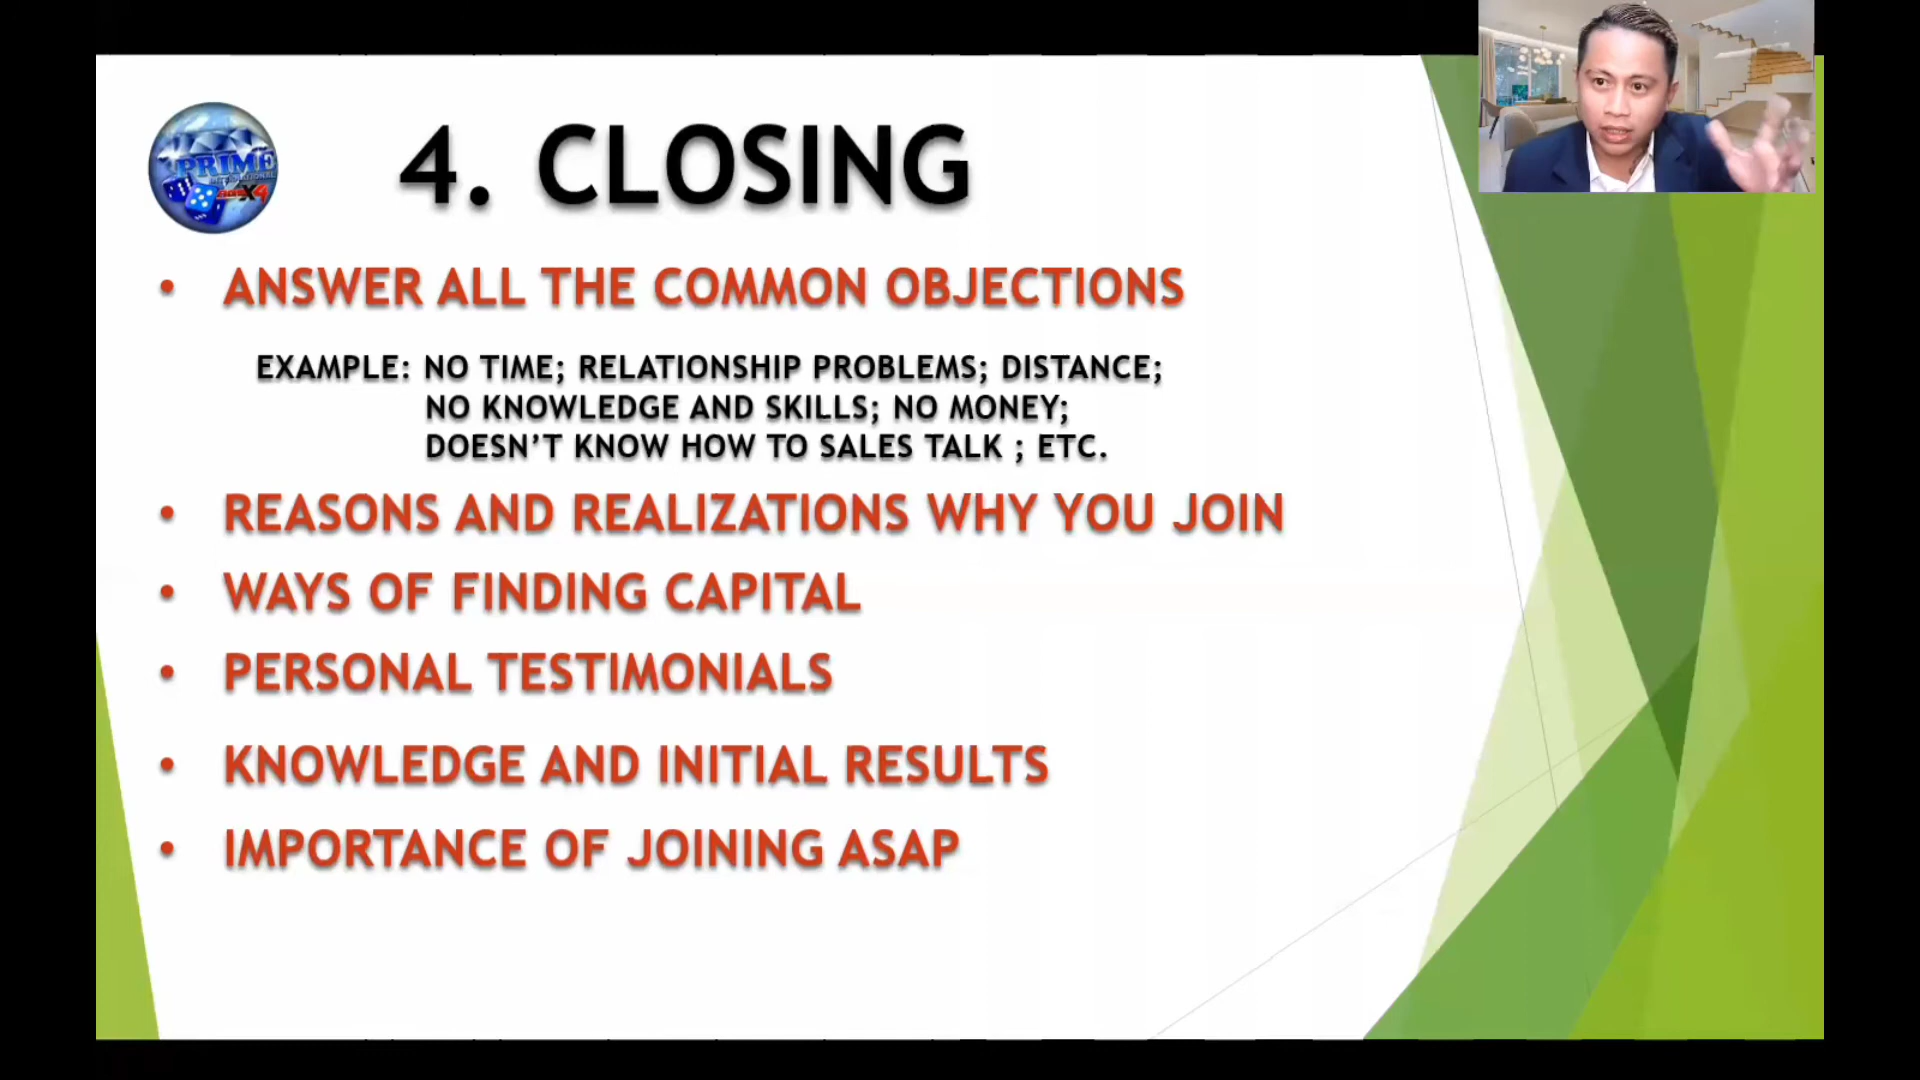 PRIME
4. CLOSING
• ANSWER ALL THE COMMON OBJECTIONS
EXAMPLE: NO TIME; RELATIONSHIP PROBLEMS; DISTANCE;
NO KNOWLEDGE AND SKILLS; NO MONEY;
DOESN'T KNOW HOW TO SALES TALK ; ETC.
• REASONS AND REALIZATIONS WHY YOU JOIN
• WAYS OF FINDING CAPITAL
• PERSONAL TESTIMONIALS
• KNOWLEDGE AND INITIAL RESULTS
• IMPORTANCE OF JOINING ASAP